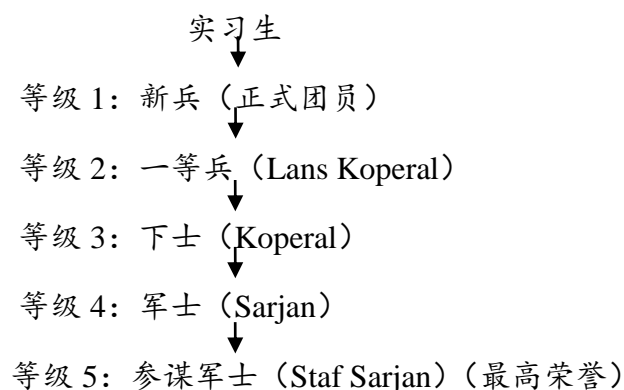 实习生
等级 1：新兵（正式团员）
等级 2：一等兵（Lans Koperal）
等级 3：下士（Koperal）
等级 4：军士（Sarjan）
等级 5：参谋军士（Staf Sarjan）（最高荣誉）